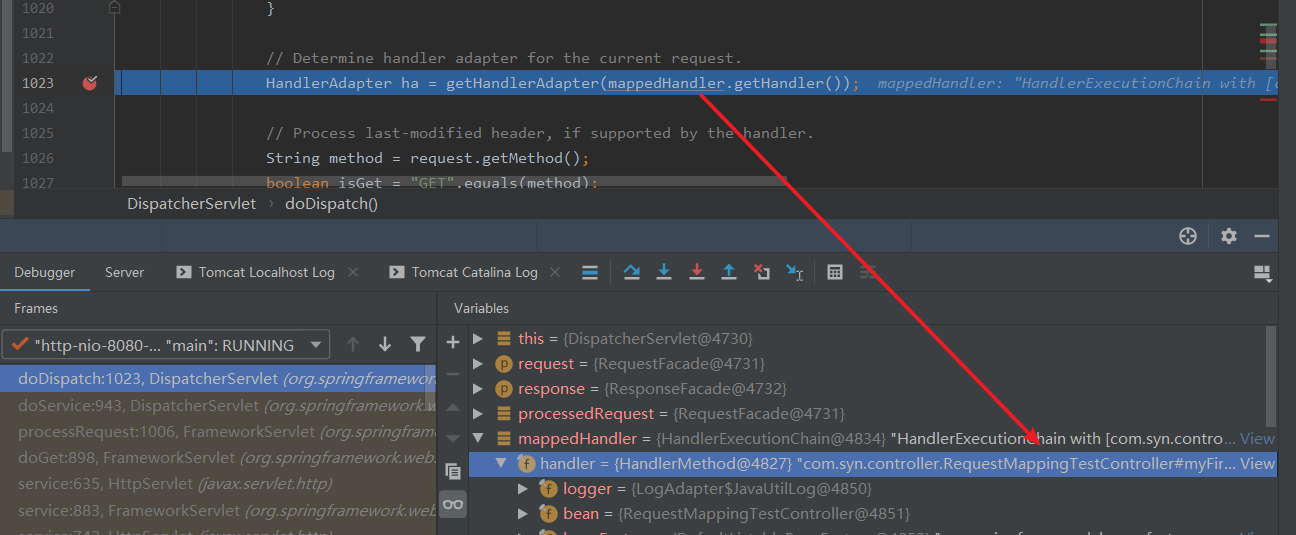 1020 }
1021
1022 // Determine handler adapter for the current request.
1023 HandlerAdapter ha = getHandlerAdapter(mappedHandler.getHandler()); mappedHandler: "HandlerExecutionChain with [
1024
1025 // Process last-modified header, if supported by the handler.
1026 String method = request.getMethod();
1027 boolean isGet = "GET".equals(method);
DispatcherServlet › doDispatch()
Debugger Server Tomcat Localhost Log × Tomcat Catalina Log ×
Frames Variables
"http-nio-8080-... "main": RUNNING
this = {DispatcherServlet@4730}
request = {RequestFacade@4731}
response = {ResponseFacade@4732}
processedRequest = {RequestFacade@4731}
mappedHandler = {HandlerExecutionChain@4834} "HandlerExecutionChain with [com.syn.contro... View
handler = {HandlerMethod@4827} "com.syn.controller.RequestMappingTestController#myFir... View
logger = {LogAdapter$JavaUtilLog@4850}
bean = {RequestMappingTestController@4851}
doDispatch:1023, DispatcherServlet (org.springframework.
doService:943, DispatcherServlet (org.springframework.we
processRequest:1006, FrameworkServlet (org.springframew
doGet:898, FrameworkServlet (org.springframework.web.
service:635, HttpServlet (javax.servlet.http)
service:883, FrameworkServlet (org.springframework.web